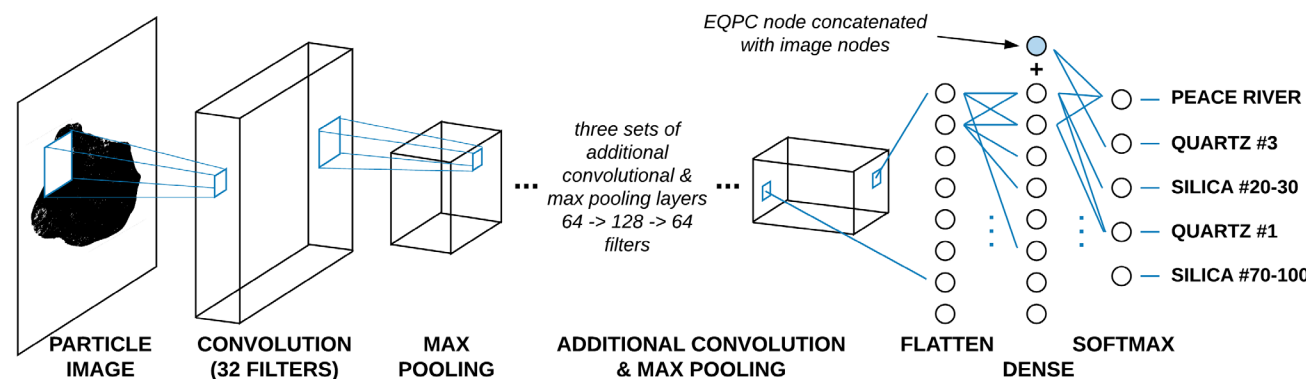 EQPC node concatenated
with image nodes
+
three sets of
additional
convolutional &
max pooling layers
64 -> 128 -> 64
filters
...
...
PEACE RIVER
QUARTZ #3
SILICA #20-30
QUARTZ #1
SILICA #70-100
PARTICLE
IMAGE
CONVOLUTION
(32 FILTERS)
MAX
POOLING
ADDITIONAL CONVOLUTION
& MAX POOLING
FLATTEN
DENSE
SOFTMAX